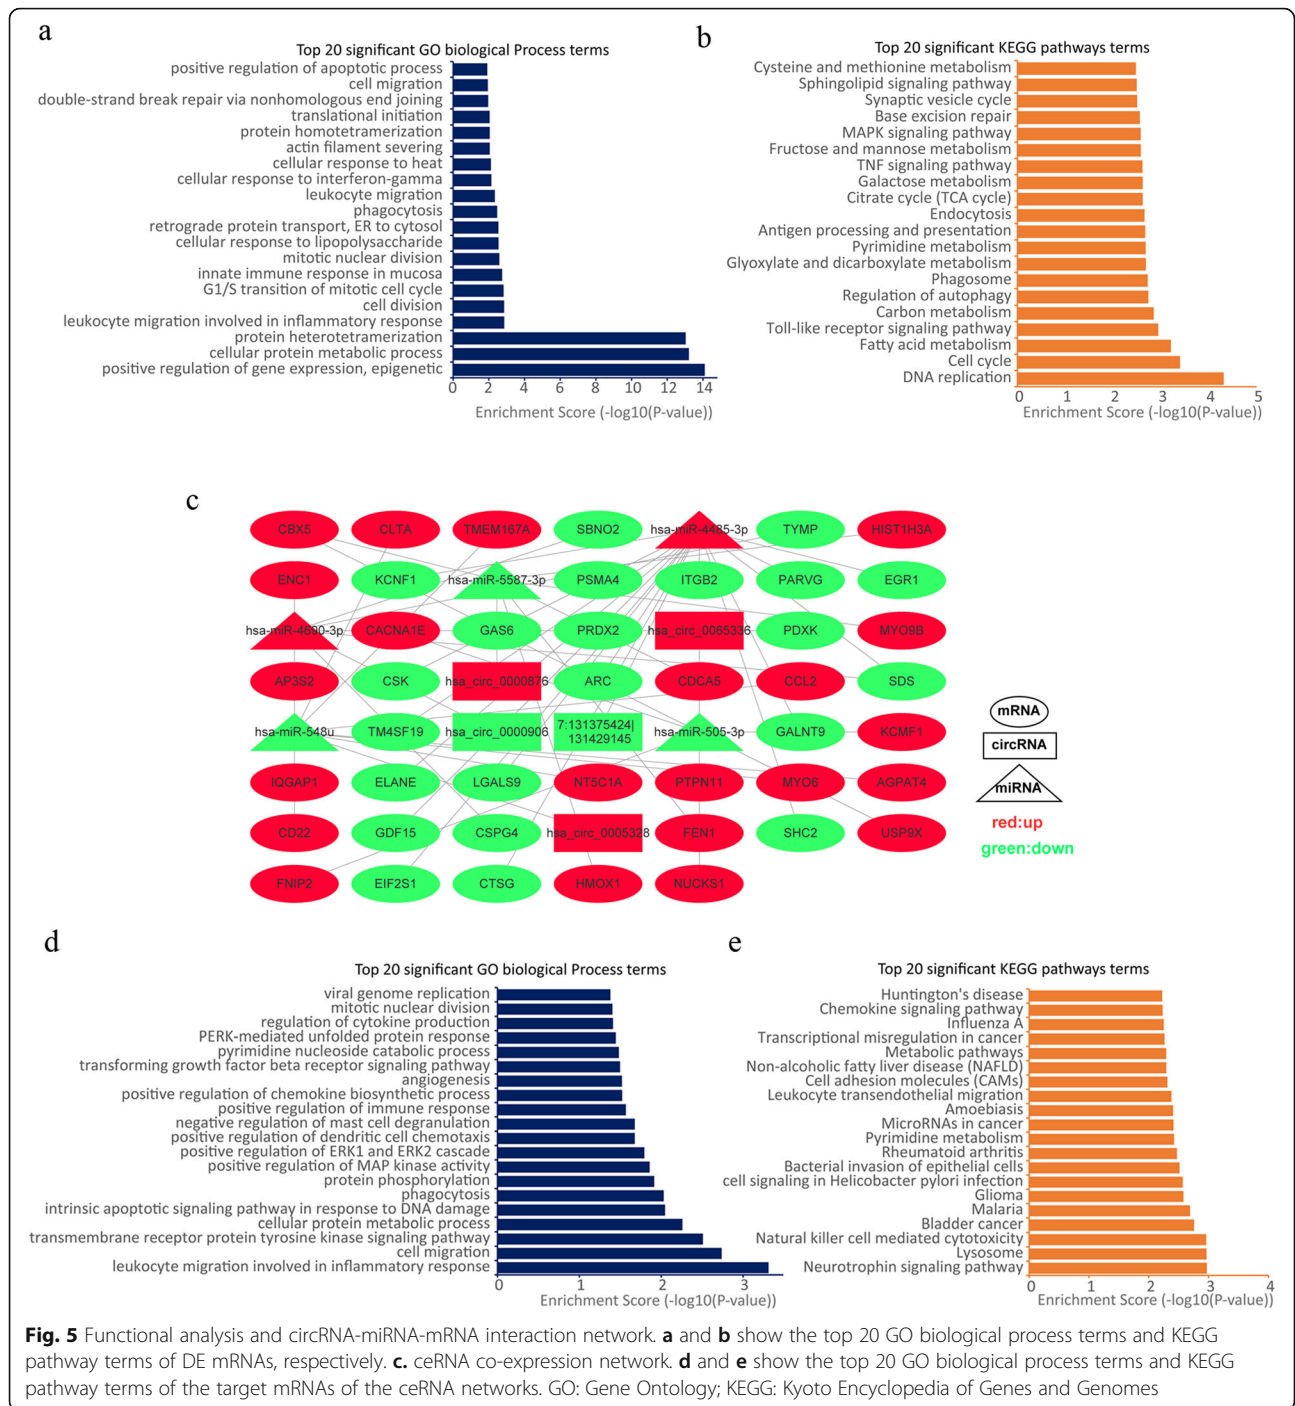 a
Top 20 significant GO biological Process terms
positive regulation of apoptotic process
cell migration
double-strand break repair via nonhomologous end joining
translational initiation
protein homotetramerization
actin filament severing
cellular response to heat
cellular response to interferon-gamma
leukocyte migration
phagocytosis
retrograde protein transport, ER to cytosol
cellular response to lipopolysaccharide
mitotic nuclear division
innate immune response in mucosa
G1/S transition of mitotic cell cycle
cell division
leukocyte migration involved in inflammatory response
protein heterotetramerization
cellular protein metabolic process
positive regulation of gene expression, epigenetic
0 2 4 6 8 10 12 14
Enrichment Score (-log10(P-value))
b
Top 20 significant KEGG pathways terms
Cysteine and methionine metabolism
Sphingolipid signaling pathway
Synaptic vesicle cycle
Base excision repair
MAPK signaling pathway
Fructose and mannose metabolism
TNF signaling pathway
Galactose metabolism
Citrate cycle (TCA cycle)
Endocytosis
Antigen processing and presentation
Pyrimidine metabolism
Glyoxylate and dicarboxylate metabolism
Phagosome
Regulation of autophagy
Carbon metabolism
Toll-like receptor signaling pathway
Fatty acid metabolism
Cell cycle
DNA replication
0 1 2 3 4 5
Enrichment Score (-log10(P-value))
c
CBX5 CLTA TMEM167A SBNO2 hsa-miR-4485-3p TYMP HIST1H3A
ENC1 KCNF1 hsa-miR-5587-3p PSMA4 ITGB2 PARVG EGR1
hsa-miR-4690-3p CACNA1E GAS6 PRDX2 hsa_circ_0065336 PDXK MYO9B
AP3S2 CSK hsa_circ_0000876 ARC CDCA5 CCL2 SDS
hsa-miR-548u TM4SF19 hsa_circ_0000906 7:131375424| hsa-miR-505-3p GALNT9 KCMF1
131429145
IQGAP1 ELANE LGALS9 NT5C1A PTPN11 MYO6 AGPAT4
CD22 GDF15 CSPG4 hsa_circ_0005328 FEN1 SHC2 USP9X
FNIP2 EIF2S1 CTSG HMOX1 NUCKS1
mRNA
circRNA
miRNA
red:up
green:down
d
Top 20 significant GO biological Process terms
viral genome replication
mitotic nuclear division
regulation of cytokine production
PERK-mediated unfolded protein response
pyrimidine nucleoside catabolic process
transforming growth factor beta receptor signaling pathway
angiogenesis
positive regulation of chemokine biosynthetic process
positive regulation of immune response
negative regulation of mast cell degranulation
positive regulation of dendritic cell chemotaxis
positive regulation of ERK1 and ERK2 cascade
positive regulation of MAP kinase activity
protein phosphorylation
phagocytosis
intrinsic apoptotic signaling pathway in response to DNA damage
cellular protein metabolic process
transmembrane receptor protein tyrosine kinase signaling pathway
cell migration
leukocyte migration involved in inflammatory response
0 1 2 3
Enrichment Score (-log10(P-value))
e
Top 20 significant KEGG pathways terms
Huntington's disease
Chemokine signaling pathway
Influenza A
Transcriptional misregulation in cancer
Metabolic pathways
Non-alcoholic fatty liver disease (NAFLD)
Cell adhesion molecules (CAMs)
Leukocyte transendothelial migration
Amoebiasis
MicroRNAs in cancer
Pyrimidine metabolism
Rheumatoid arthritis
Bacterial invasion of epithelial cells
cell signaling in Helicobacter pylori infection
Glioma
Malaria
Bladder cancer
Natural killer cell mediated cytotoxicity
Lysosome
Neurotrophin signaling pathway
0 1 2 3 4
Enrichment Score (-log10(P-value))
Fig. 5 Functional analysis and circRNA-miRNA-mRNA interaction network. a and b show the top 20 GO biological process terms and KEGG
pathway terms of DE mRNAs, respectively. c. ceRNA co-expression network. d and e show the top 20 GO biological process terms and KEGG
pathway terms of the target mRNAs of the ceRNA networks. GO: Gene Ontology; KEGG: Kyoto Encyclopedia of Genes and Genomes